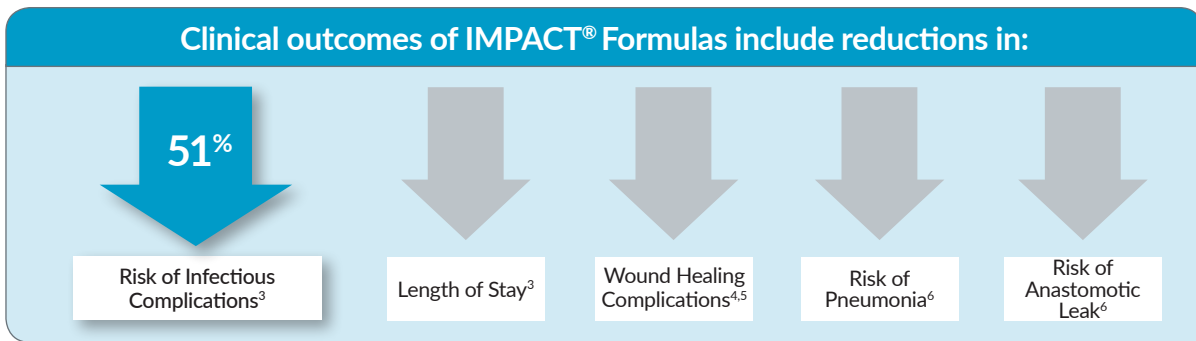 Clinical outcomes of IMPACT® Formulas include reductions in:
51%
Risk of Infectious
Complications3
Length of Stay3
Wound Healing
Complications4,5
Risk of
Pneumonia6
Risk of
Anastomotic
Leak6